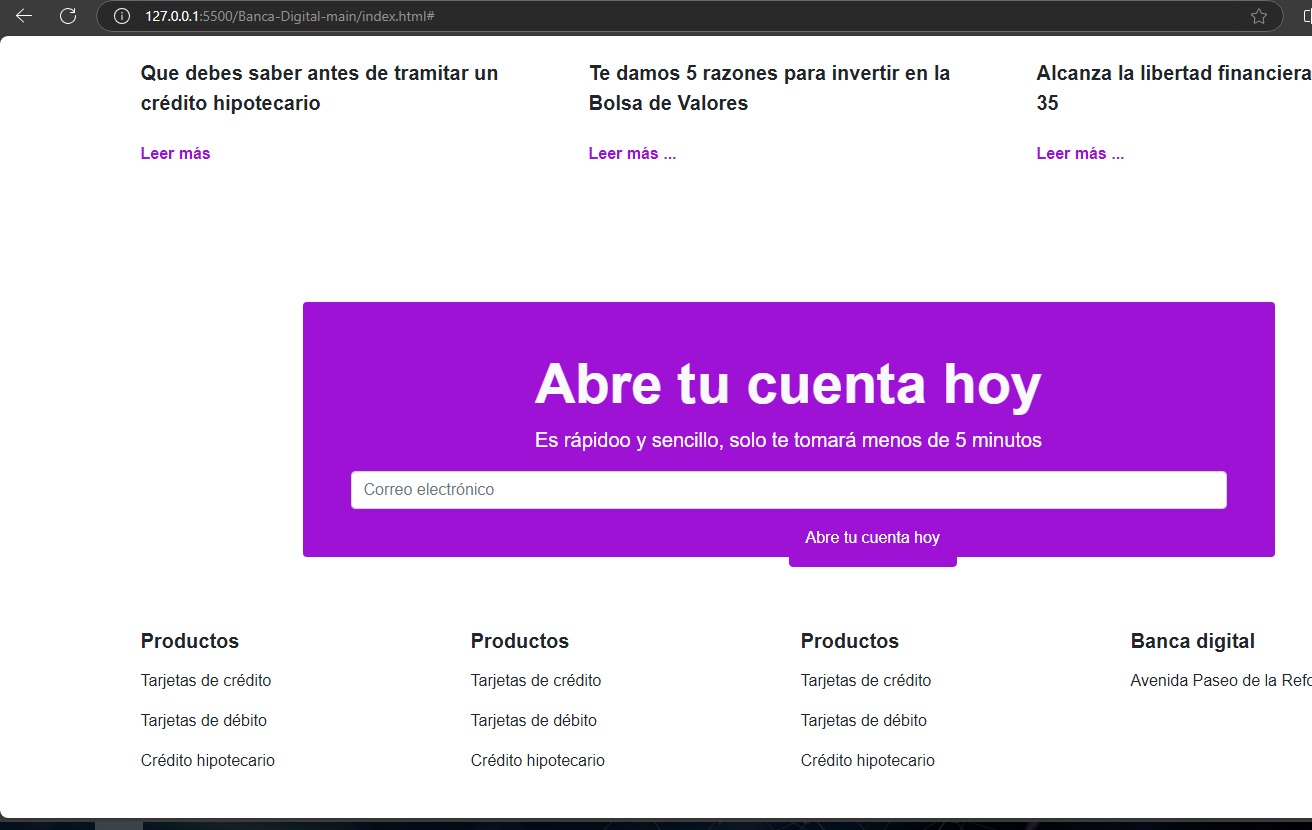 127.0.0.1:5500/Banca-Digital-main/index.html#
Que debes saber antes de tramitar un
crédito hipotecario
Leer más
Te damos 5 razones para invertir en la
Bolsa de Valores
Leer más ...
Alcanza la libertad financiera
35
Leer más ...
Abre tu cuenta hoy
Es rápidoo y sencillo, solo te tomará menos de 5 minutos
Correo electrónico
Abre tu cuenta hoy
Productos
Tarjetas de crédito
Tarjetas de débito
Crédito hipotecario
Productos
Tarjetas de crédito
Tarjetas de débito
Crédito hipotecario
Productos
Tarjetas de crédito
Tarjetas de débito
Crédito hipotecario
Banca digital
Avenida Paseo de la Refo